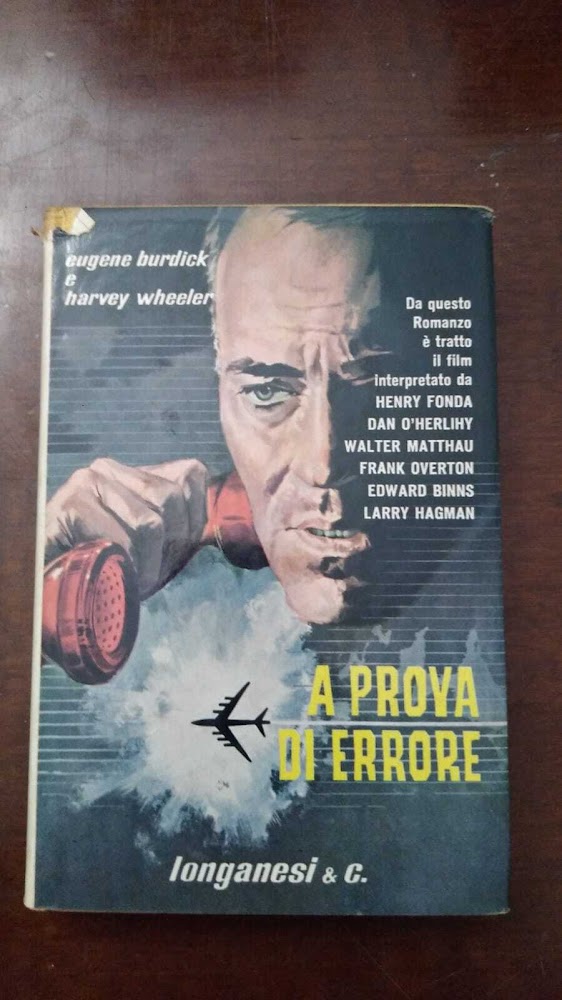 eugene burdick
e
harvey wheeler
Da questo
Romanzo
è tratto
il film
interpretato da
HENRY FONDA
DAN O'HERLIHY
WALTER MATTHAU
FRANK OVERTON
EDWARD BINNS
LARRY HAGMAN
A PROVA
DI ERRORE
longanesi & c.